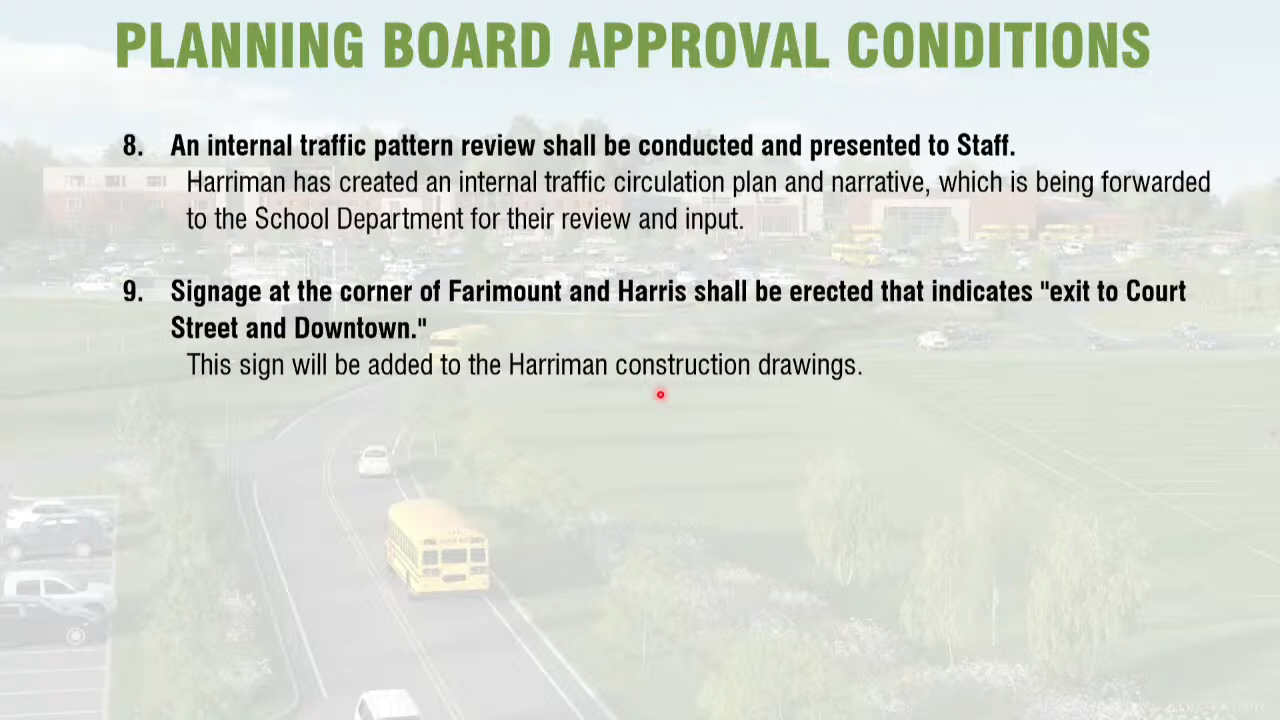 PLANNING BOARD APPROVAL CONDITIONS
8. An internal traffic pattern review shall be conducted and presented to Staff.
Harriman has created an internal traffic circulation plan and narrative, which is being forwarded
to the School Department for their review and input.
9. Signage at the corner of Farimount and Harris shall be erected that indicates "exit to Court
Street and Downtown."
This sign will be added to the Harriman construction drawings.